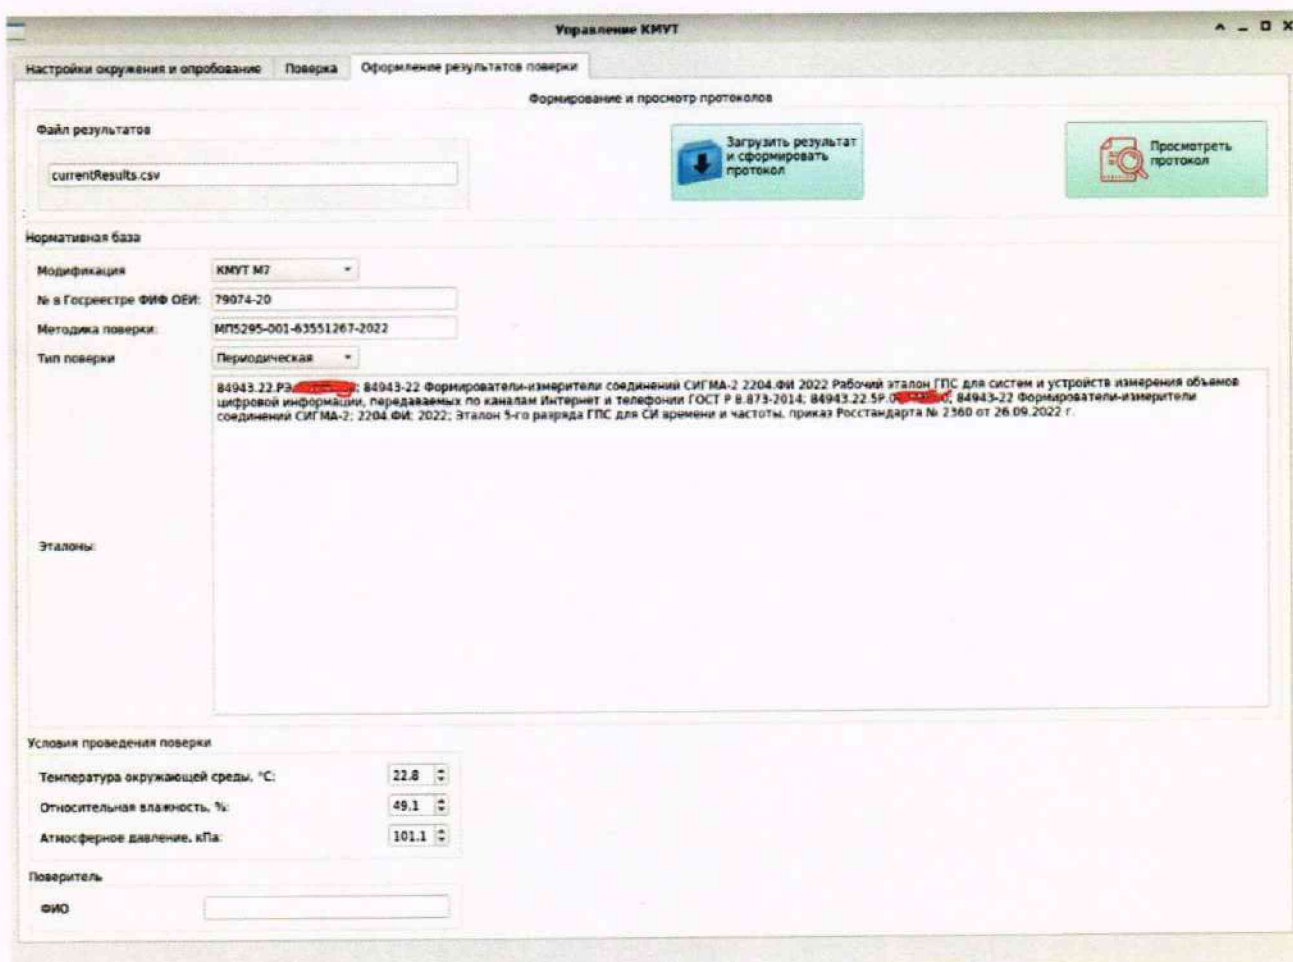 Управление КМУТ
Настройки окружения и опробование Поверка Оформление результатов поверки
Формирование и просмотр протоколов
Файл результатов
currentResults.csv
Загрузить результат
и сформировать
протокол
Просмотреть
протокол
Нормативная база
Модификация КМУТ М7
№ в Госреестре ФИФ ОЕИ: 79074-20
Методика поверки: МП5295-001-63551267-2022
Тип поверки Периодическая
84943.22.РЭ. 84943-22 Формирователи-измерители соединений СИГМА-2 2204.ФИ 2022 Рабочий эталон ГПС для систем и устройств измерения объемов
цифровой информации, передаваемых по каналам Интернет и телефонии ГОСТ Р 8.873-2014; 84943.22.5Р. 84943-22 Формирователи-измерители
соединений СИГМА-2; 2204.ФИ; 2022; Эталон 5-го разряда ГПС для СИ времени и частоты, приказ Росстандарта № 2360 от 26.09.2022 г.
Эталоны:
Условия проведения поверки
Температура окружающей среды, °С: 22.8
Относительная влажность, %: 49.1
Атмосферное давление, кПа: 101.1
Поверитель
ФИО